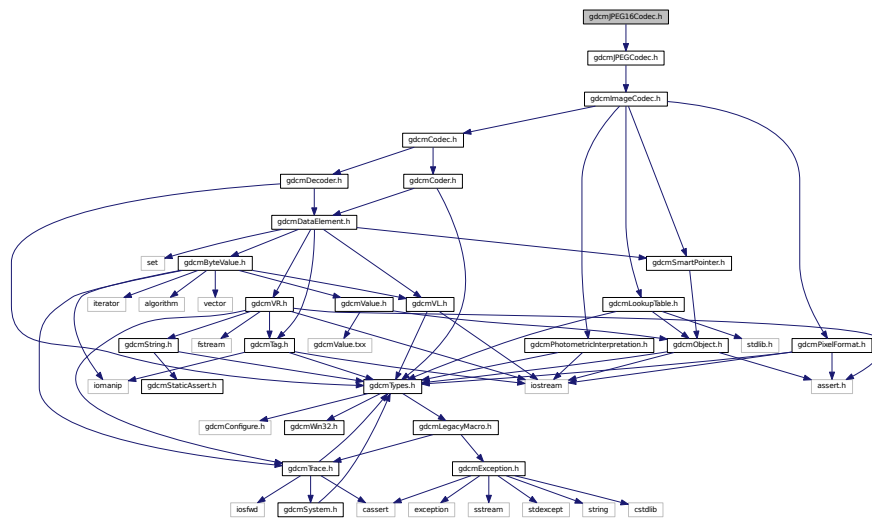 gdcmJPEG16Codec.h
gdcmJPEGCodec.h
gdcmImageCodec.h
gdcmCodec.h
gdcmDecoder.h
gdcmCoder.h
gdcmDataElement.h
set
gdcmByteValue.h
gdcmSmartPointer.h
iterator
algorithm
vector
gdcmVR.h
gdcmValue.h
gdcmVL.h
gdcmLookupTable.h
gdcmString.h
fstream
gdcmTag.h
gdcmValue.txx
gdcmPhotometricInterpretation.h
gdcmObject.h
stdlib.h
gdcmPixelFormat.h
iomanip
gdcmStaticAssert.h
gdcmTypes.h
iostream
assert.h
gdcmConfigure.h
gdcmWin32.h
gdcmLegacyMacro.h
gdcmTrace.h
gdcmException.h
iosfwd
gdcmSystem.h
cassert
exception
sstream
stdexcept
string
cstdlib